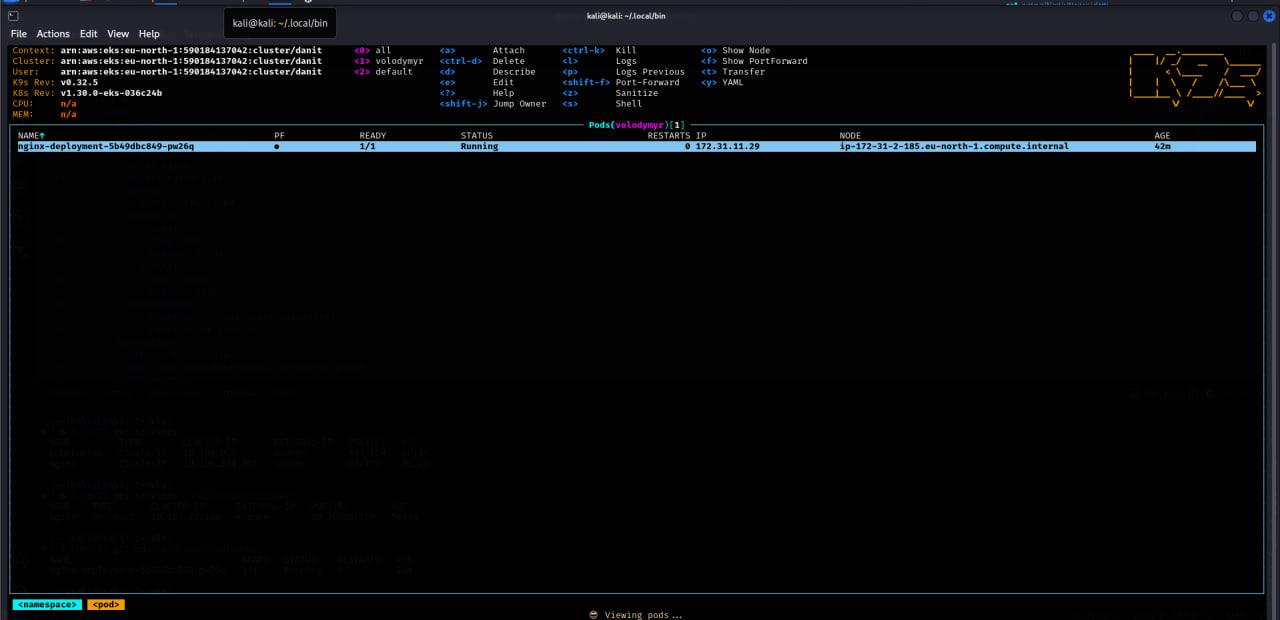 kali@kali: ~/.local/bin
kali@kali: ~/.local/bin
File Actions Edit View Help
Context: arn:aws:eks:eu-north-1:590184137042:cluster/danit <0> all <a> Attach <ctrl-k> Kill <o> Show Node
Cluster: arn:aws:eks:eu-north-1:590184137042:cluster/danit <1> volodymyr <ctrl-d> Delete <l> Logs <f> Show PortForward
User: arn:aws:eks:eu-north-1:590184137042:cluster/danit <2> default <d> Describe <p> Logs Previous <t> Transfer
K9s Rev: v0.32.5 <e> Edit <shift-f> Port-Forward <y> YAML
K8s Rev: v1.30.0-eks-036c24b <?> Help <z> Sanitize
CPU: n/a <shift-j> Jump Owner <s> Shell
MEM: n/a
Pods(volodymyr)[1]
NAME↑ PF READY STATUS RESTARTS IP NODE AGE
nginx-deployment-5b49dbc849-pw26q ● 1/1 Running 0 172.31.11.29 ip-172-31-2-185.eu-north-1.compute.internal 42m
<namespace> <pod>
😎 Viewing pods...